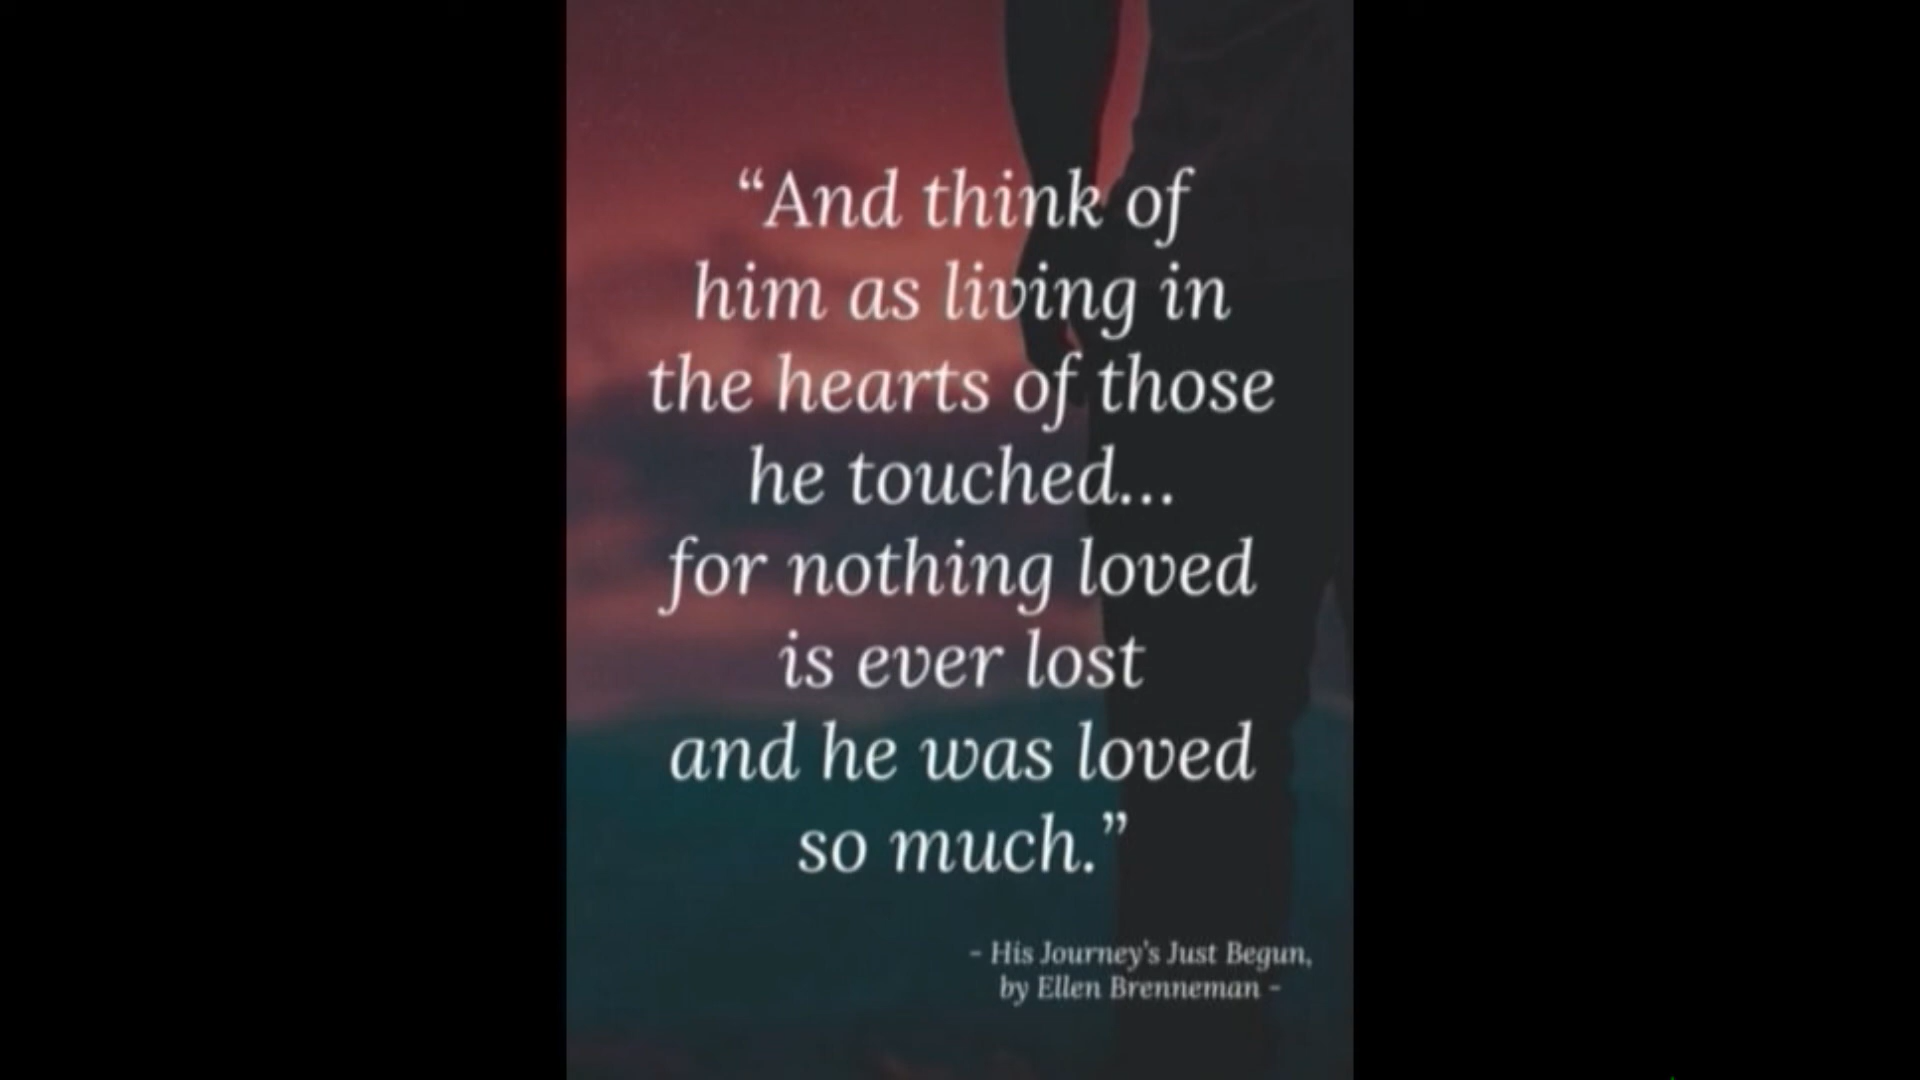 “And think of
him as living in
the hearts of those
he touched...
for nothing loved
is ever lost
and he was loved
so much.”
- His Journey's Just Begun,
by Ellen Brenneman -